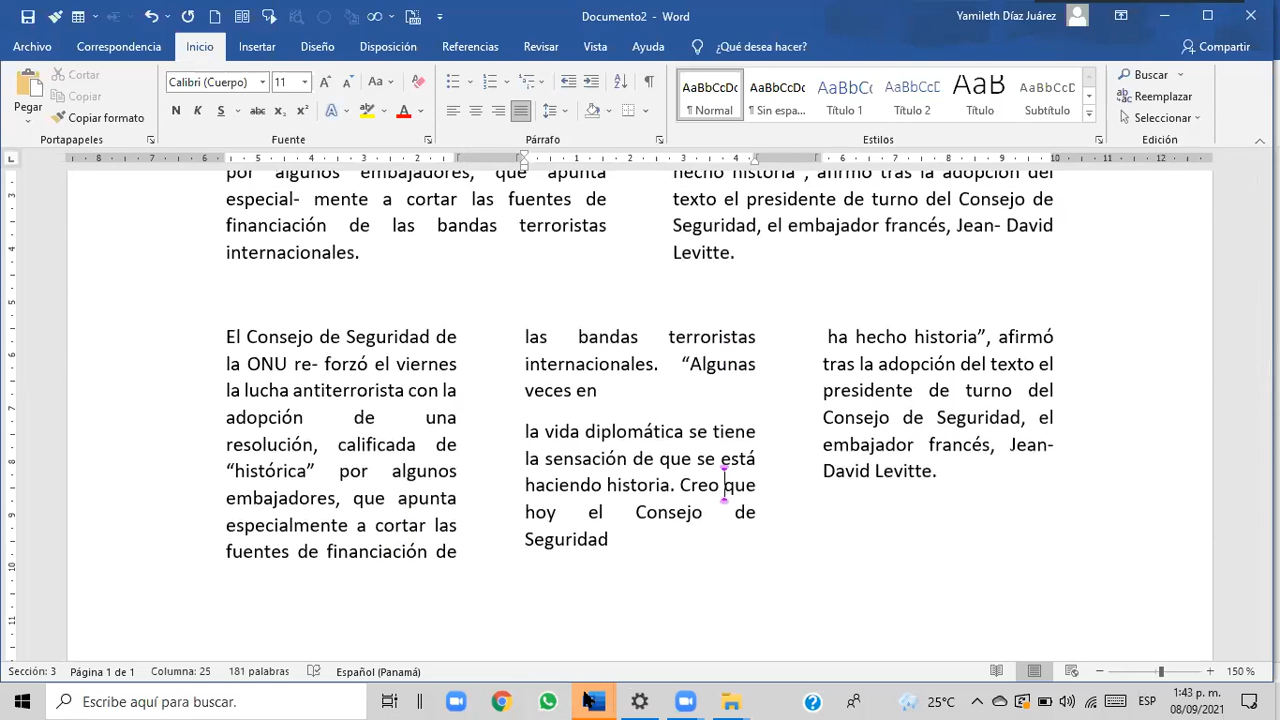 Documento2 - Word
Yamileth Díaz Juárez
Archivo Correspondencia Inicio Insertar Diseño Disposición Referencias Revisar Vista Ayuda ¿Qué desea hacer? Compartir
Pegar
Cortar
Copiar
Copiar formato
Portapapeles
Calibri (Cuerpo) 11
N K S abc x₂ x²
Fuente
Párrafo
AaBbCcDc AaBbCcDc AaBbC( AaBbCcD AaB AaBbCcD
¶ Normal ¶ Sin espa... Título 1 Título 2 Título Subtítulo
Estilos
Buscar
Reemplazar
Seleccionar
Edición
por algunos embajadores, que apunta
especial- mente a cortar las fuentes de
financiación de las bandas terroristas
internacionales.
hecho historia", afirmó tras la adopción del
texto el presidente de turno del Consejo de
Seguridad, el embajador francés, Jean- David
Levitte.
El Consejo de Seguridad de
la ONU re- forzó el viernes
la lucha antiterrorista con la
adopción de una
resolución, calificada de
“histórica” por algunos
embajadores, que apunta
especialmente a cortar las
fuentes de financiación de
las bandas terroristas
internacionales. “Algunas
veces en
la vida diplomática se tiene
la sensación de que se está
haciendo historia. Creo que
hoy el Consejo de
Seguridad
ha hecho historia”, afirmó
tras la adopción del texto el
presidente de turno del
Consejo de Seguridad, el
embajador francés, Jean-
David Levitte.
Sección: 3 Página 1 de 1 Columna: 25 181 palabras Español (Panamá) 150 %
Escribe aquí para buscar. 25°C ESP 1:43 p. m.
08/09/2021